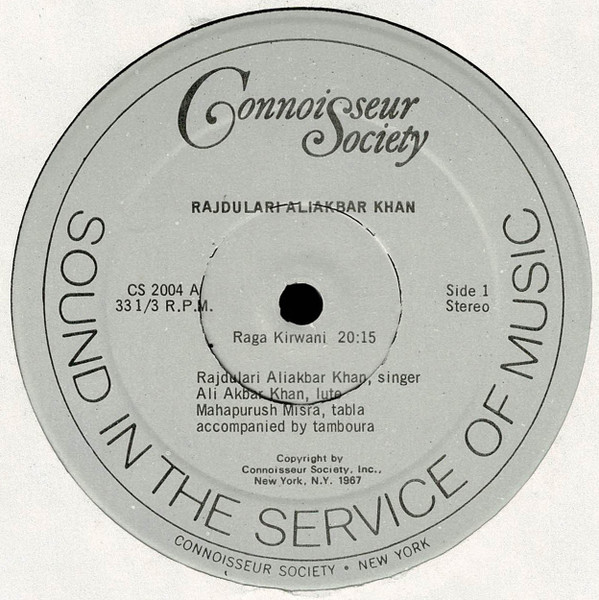 Connoisseur
Society
RAJDULARI ALIAKBAR KHAN
CS 2004 A
33 1/3 R.P.M.
Side 1
Stereo
Raga Kirwani 20:15
Rajdulari Aliakbar Khan, singer
Ali Akbar Khan, lute
Mahapurush Misra, tabla
accompanied by tamboura
Copyright by
Connoisseur Society, Inc.,
New York, N.Y. 1967
SOUND IN THE SERVICE OF MUSIC
CONNOISSEUR SOCIETY • NEW YORK